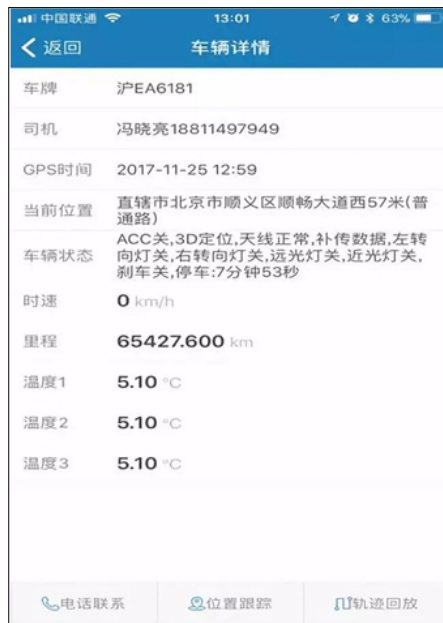 中国联通 13:01 63%
返回 车辆详情
车牌 沪EA6181
司机 冯晓亮18811497949
GPS时间 2017-11-25 12:59
当前位置 直辖市北京市顺义区顺畅大道西57米(普
通路)
车辆状态 ACC关,3D定位,天线正常,补传数据,左转
向灯关,右转向灯关,远光灯关,近光灯关,
刹车关,停车:7分钟53秒
时速 0 km/h
里程 65427.600 km
温度1 5.10 °C
温度2 5.10 °C
温度3 5.10 °C
电话联系 位置跟踪 轨迹回放